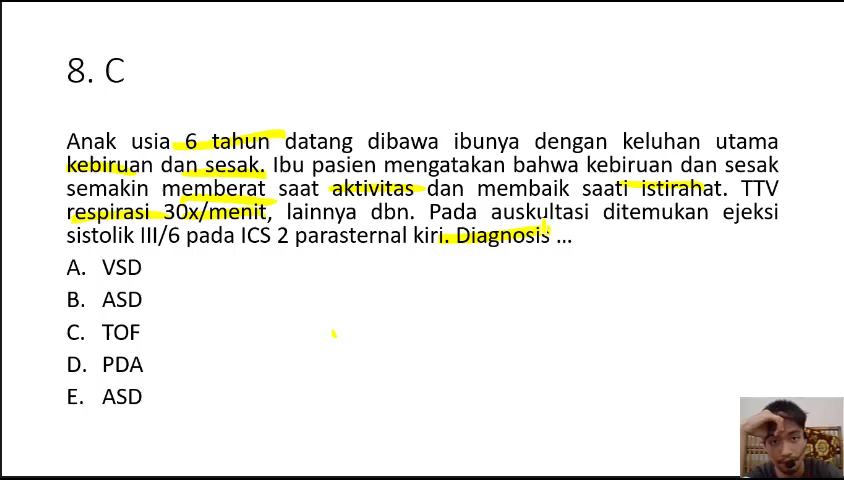 8. C
Anak usia 6 tahun datang dibawa ibunya dengan keluhan utama
kebiruan dan sesak. Ibu pasien mengatakan bahwa kebiruan dan sesak
semakin memberat saat aktivitas dan membaik saati istirahat. TTV
respirasi 30x/menit, lainnya dbn. Pada auskultasi ditemukan ejeksi
sistolik III/6 pada ICS 2 parasternal kiri. Diagnosis ...
A. VSD
B. ASD
C. TOF
D. PDA
E. ASD